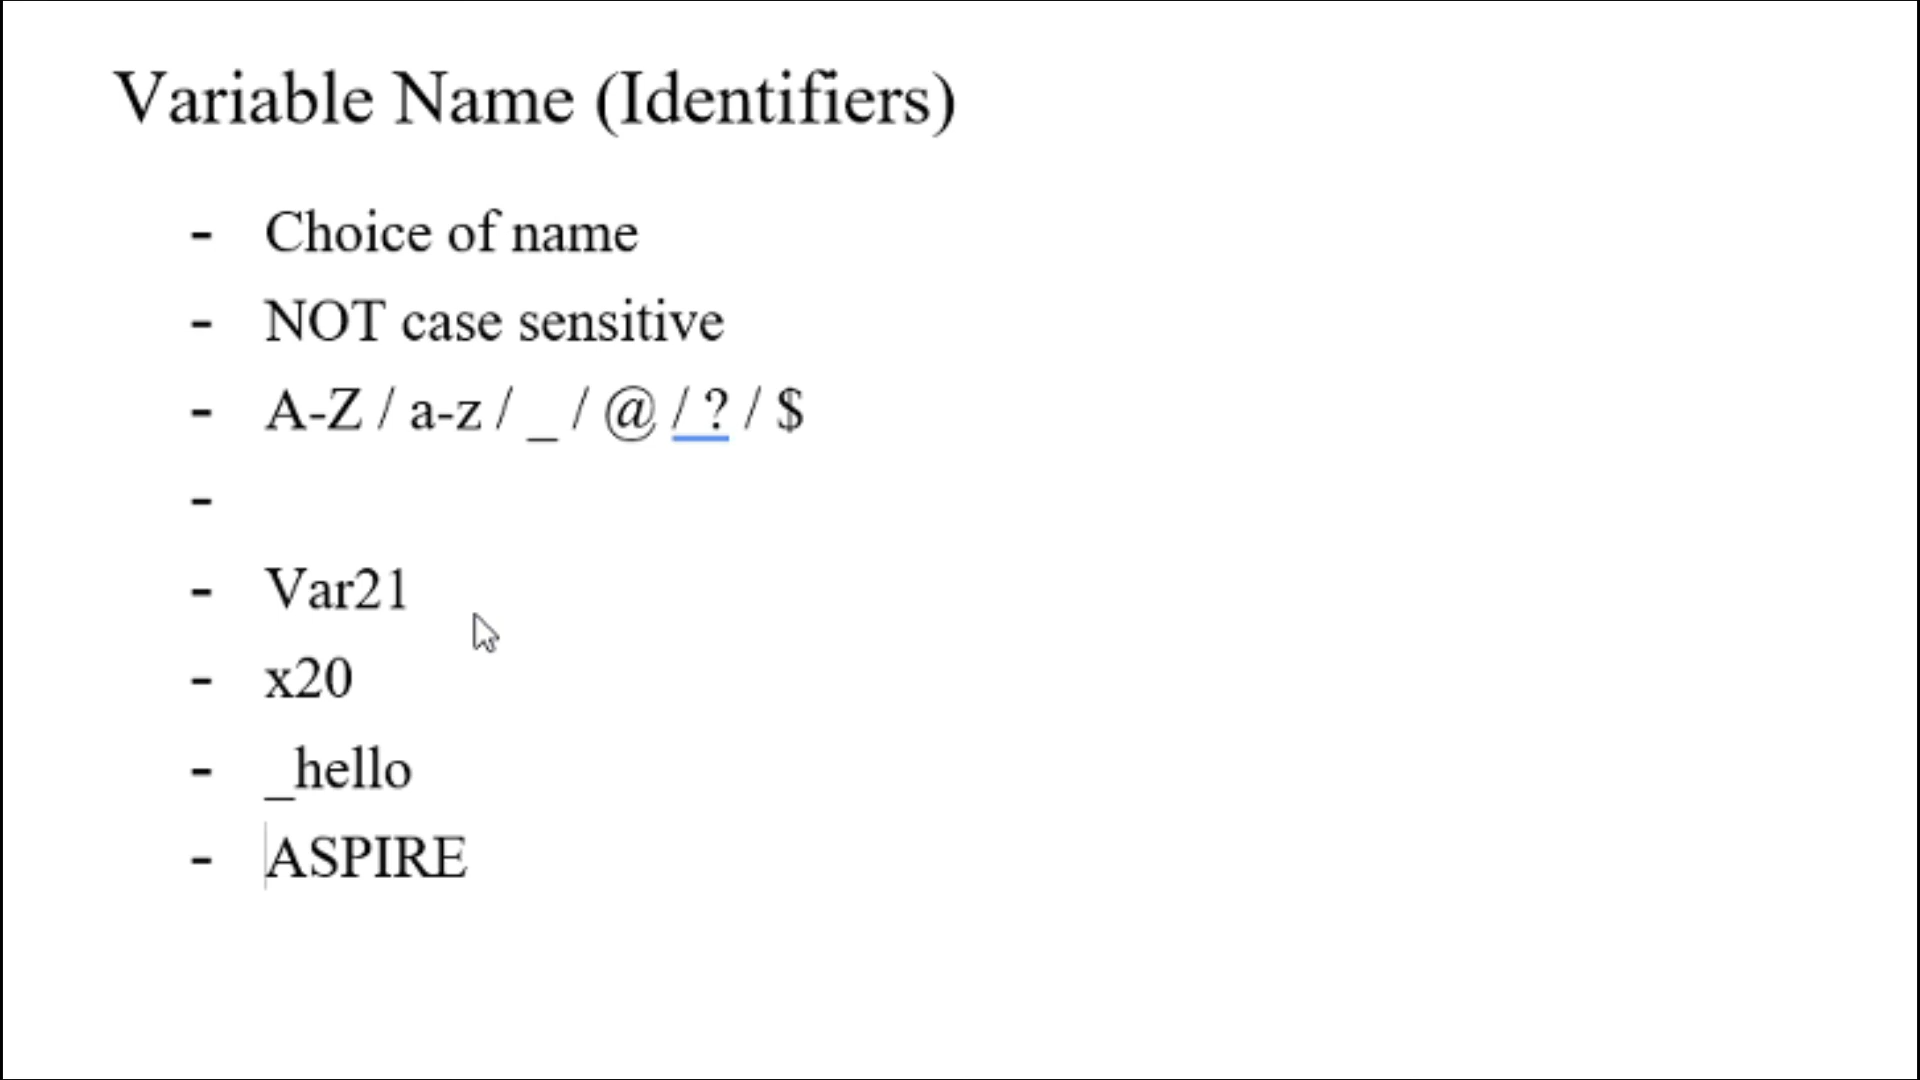 Variable Name (Identifiers)
- Choice of name
- NOT case sensitive
- A-Z / a-z / _ / @ / ? / $
-
- Var21
- x20
- _hello
- ASPIRE